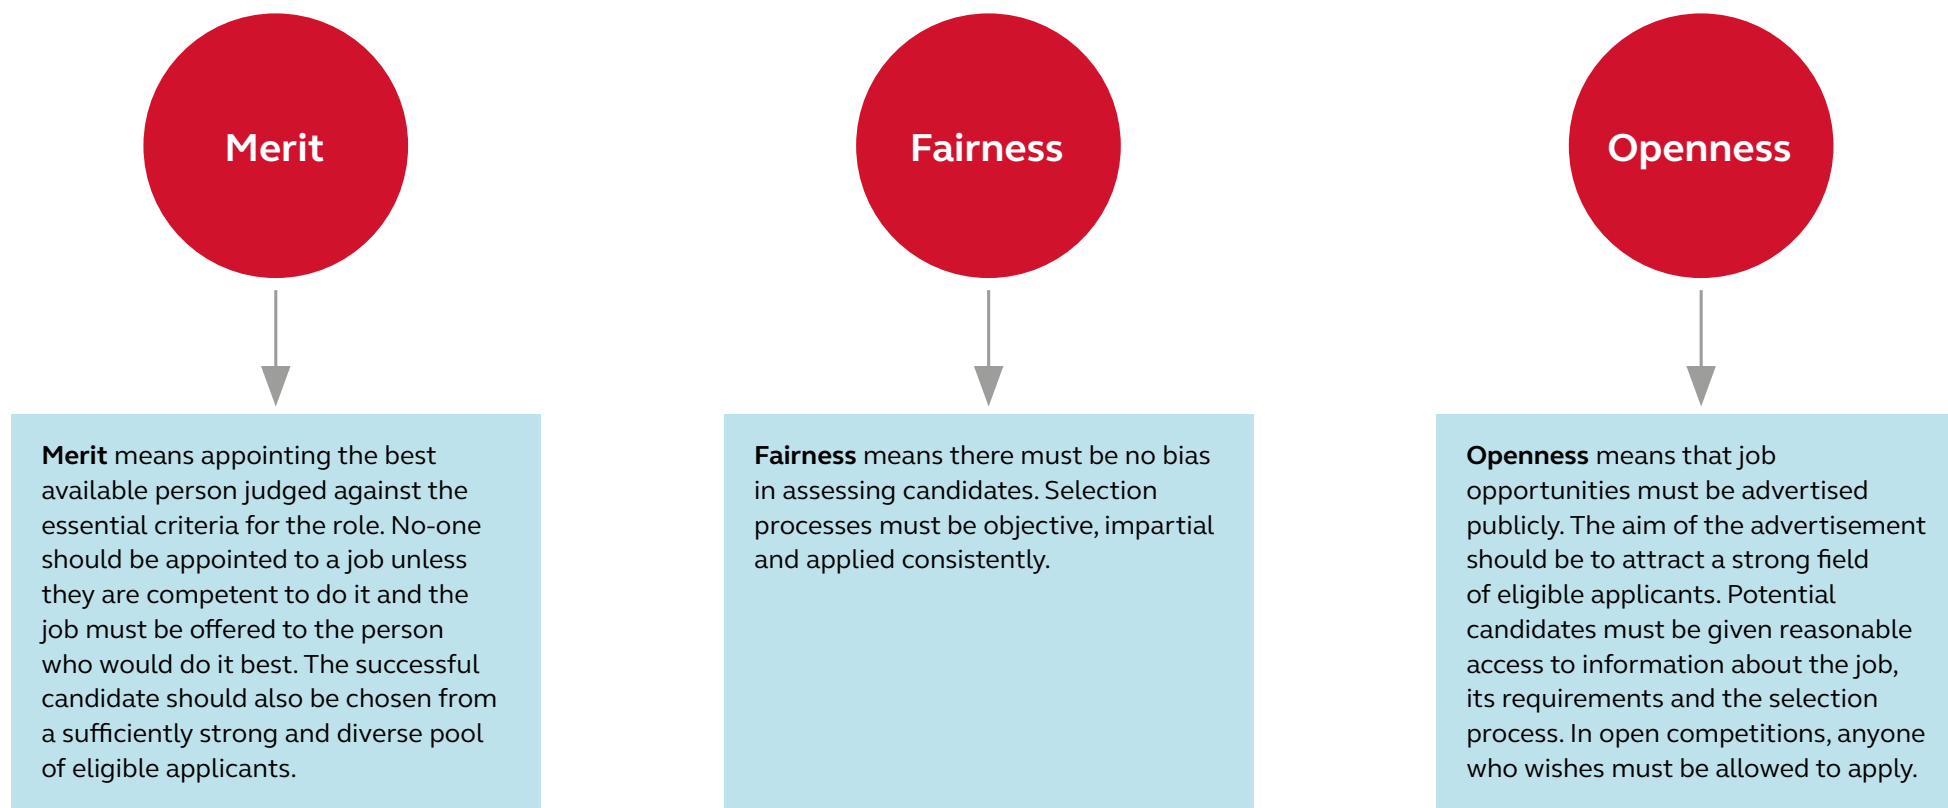 Merit
Merit means appointing the best
available person judged against the
essential criteria for the role. No-one
should be appointed to a job unless
they are competent to do it and the
job must be offered to the person
who would do it best. The successful
candidate should also be chosen from
a sufficiently strong and diverse pool
of eligible applicants.
Fairness
Fairness means there must be no bias
in assessing candidates. Selection
processes must be objective, impartial
and applied consistently.
Openness
Openness means that job
opportunities must be advertised
publicly. The aim of the advertisement
should be to attract a strong field
of eligible applicants. Potential
candidates must be given reasonable
access to information about the job,
its requirements and the selection
process. In open competitions, anyone
who wishes must be allowed to apply.